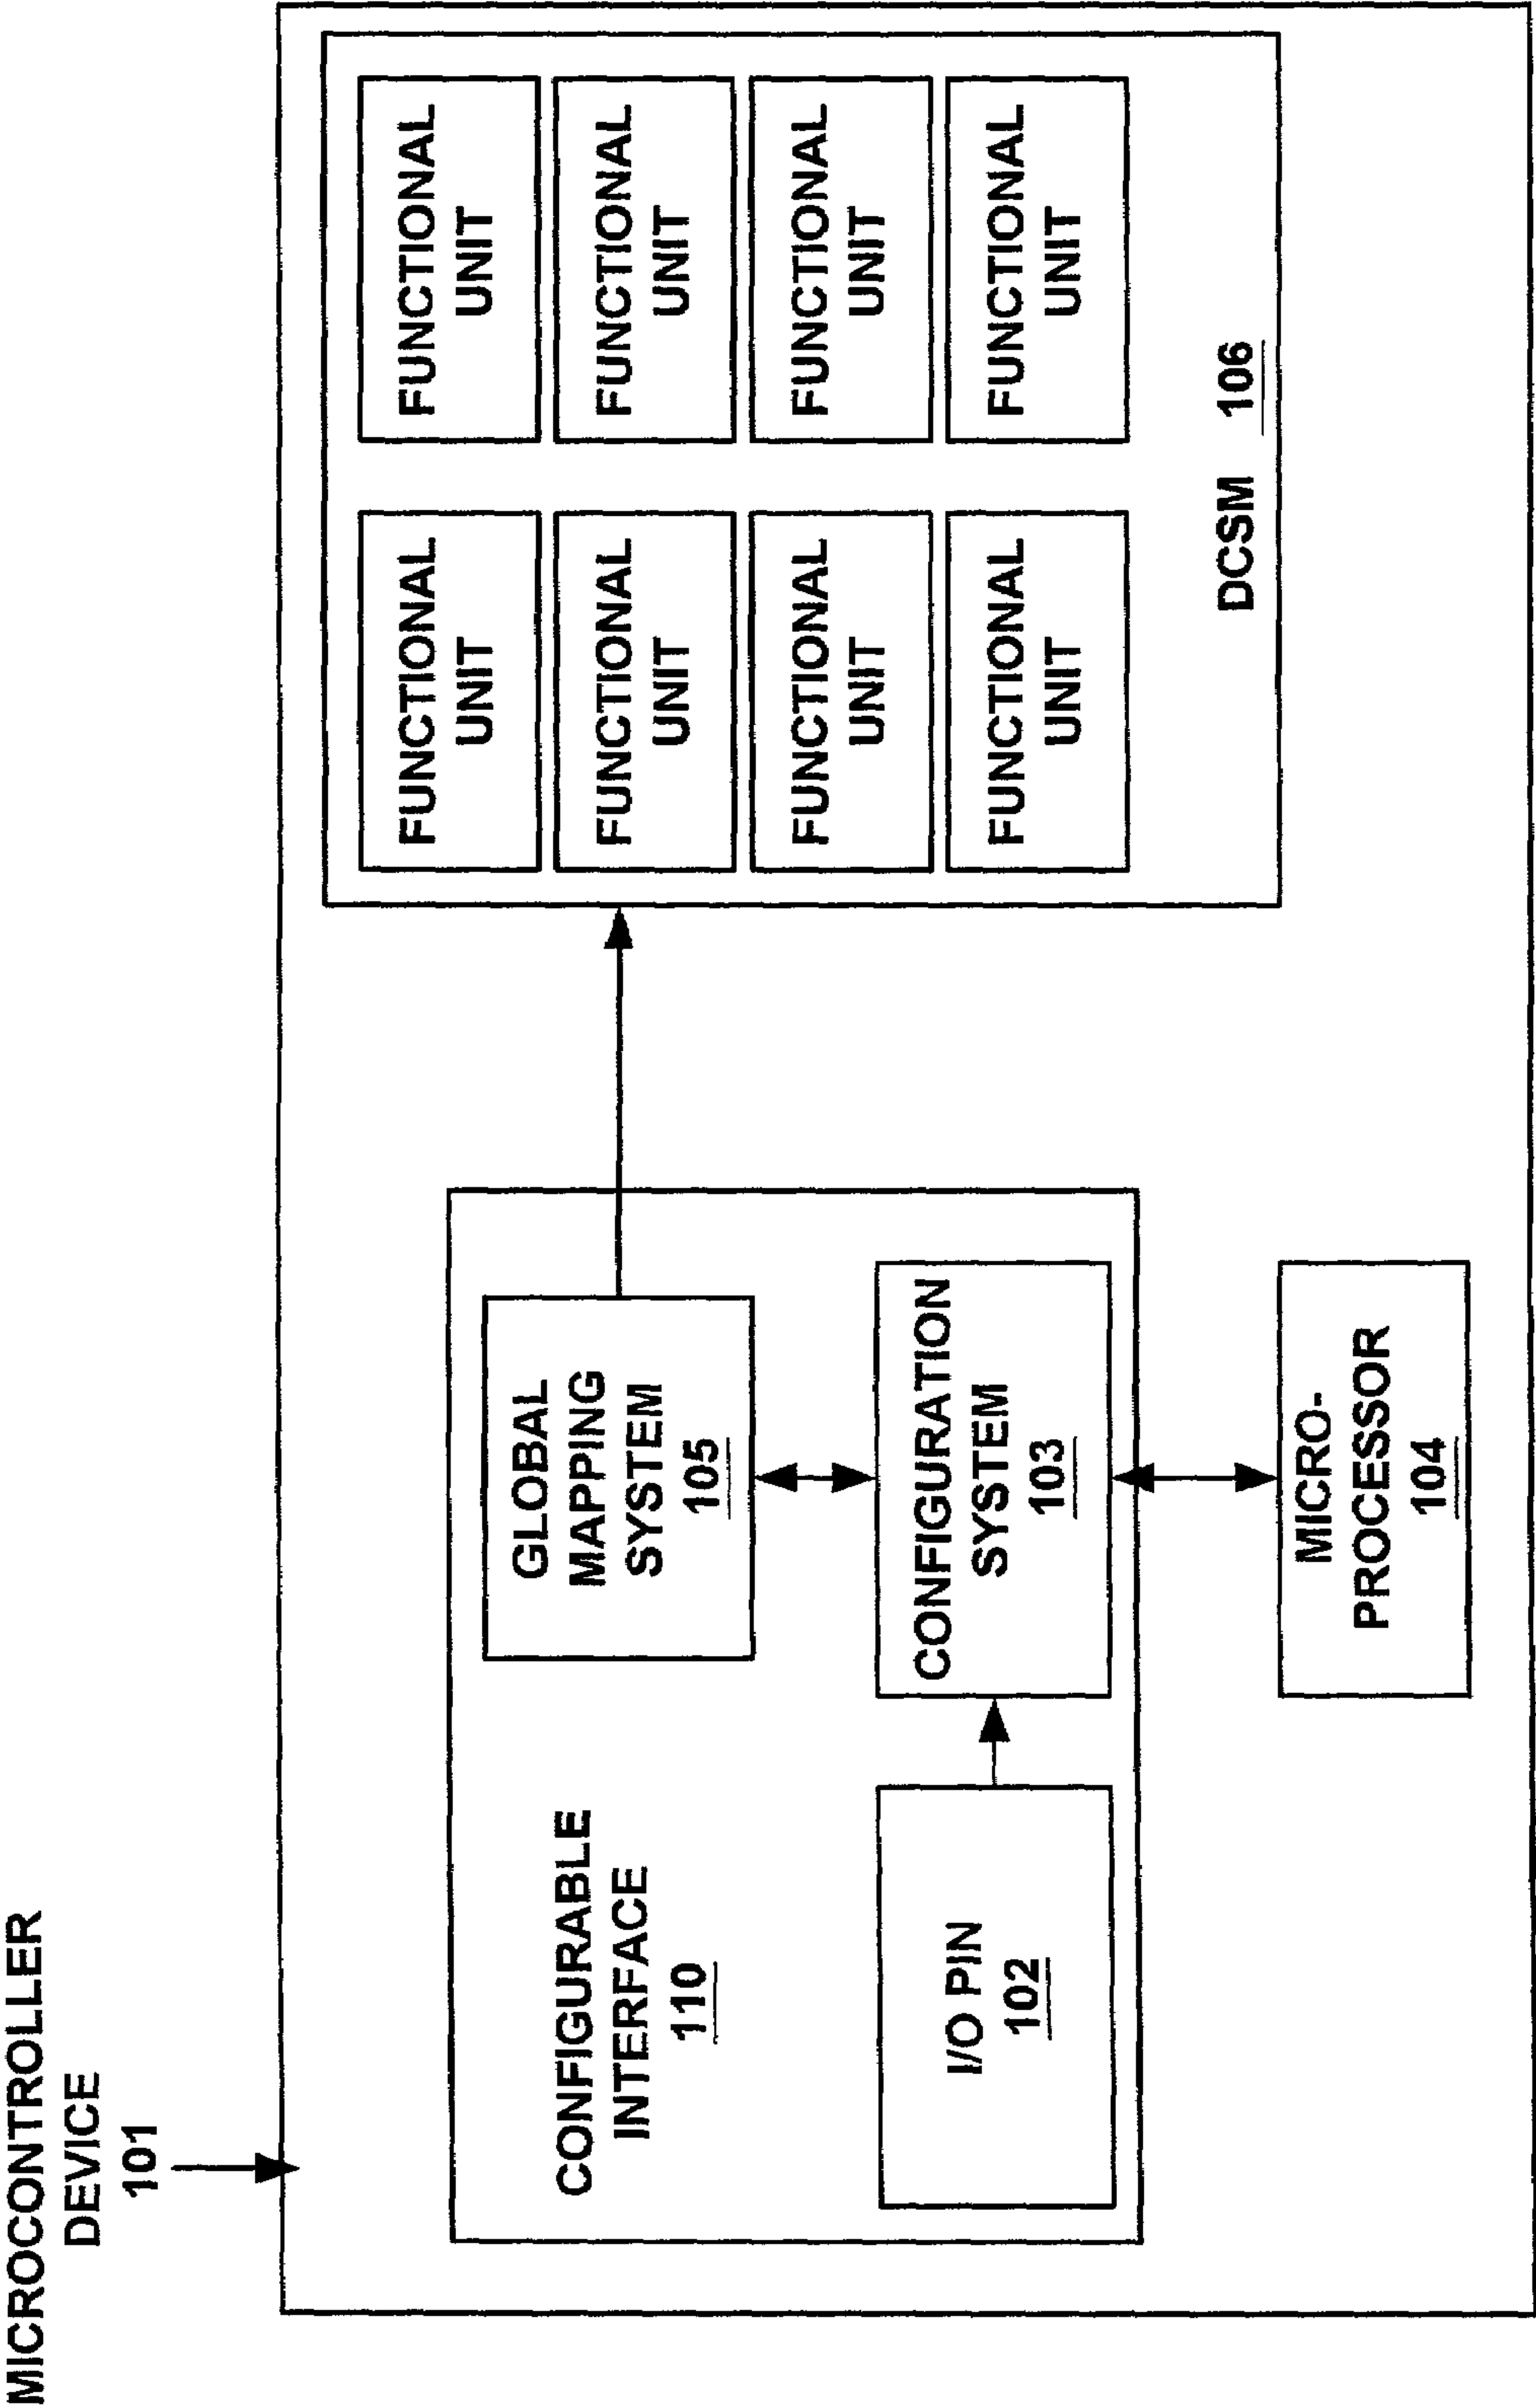 MICROCONTROLLER
DEVICE
101
CONFIGURABLE
INTERFACE
110
GLOBAL
MAPPING
SYSTEM
105
I/O PIN
102
CONFIGURATION
SYSTEM
103
MICRO-
PROCESSOR
104
FUNCTIONAL
UNIT
FUNCTIONAL
UNIT
FUNCTIONAL
UNIT
FUNCTIONAL
UNIT
FUNCTIONAL
UNIT
FUNCTIONAL
UNIT
FUNCTIONAL
UNIT
FUNCTIONAL
UNIT
DCSM 106